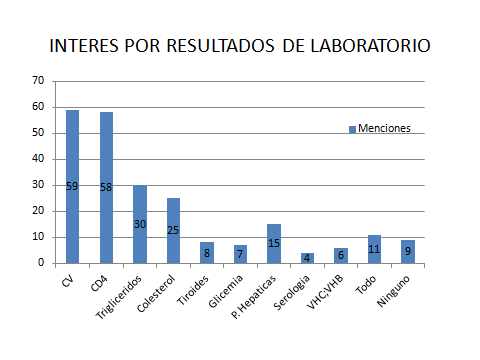 INTERES POR RESULTADOS DE LABORATORIO
70
60
50
40
30
20
10
0
Menciones
59
58
30
25
8
7
15
4
6
11
9
CV
CD4
Trigliceridos
Colesterol
Tiroides
Glicemia
P. Hepaticas
Serologia
VHC;VHB
Todo
Ninguno